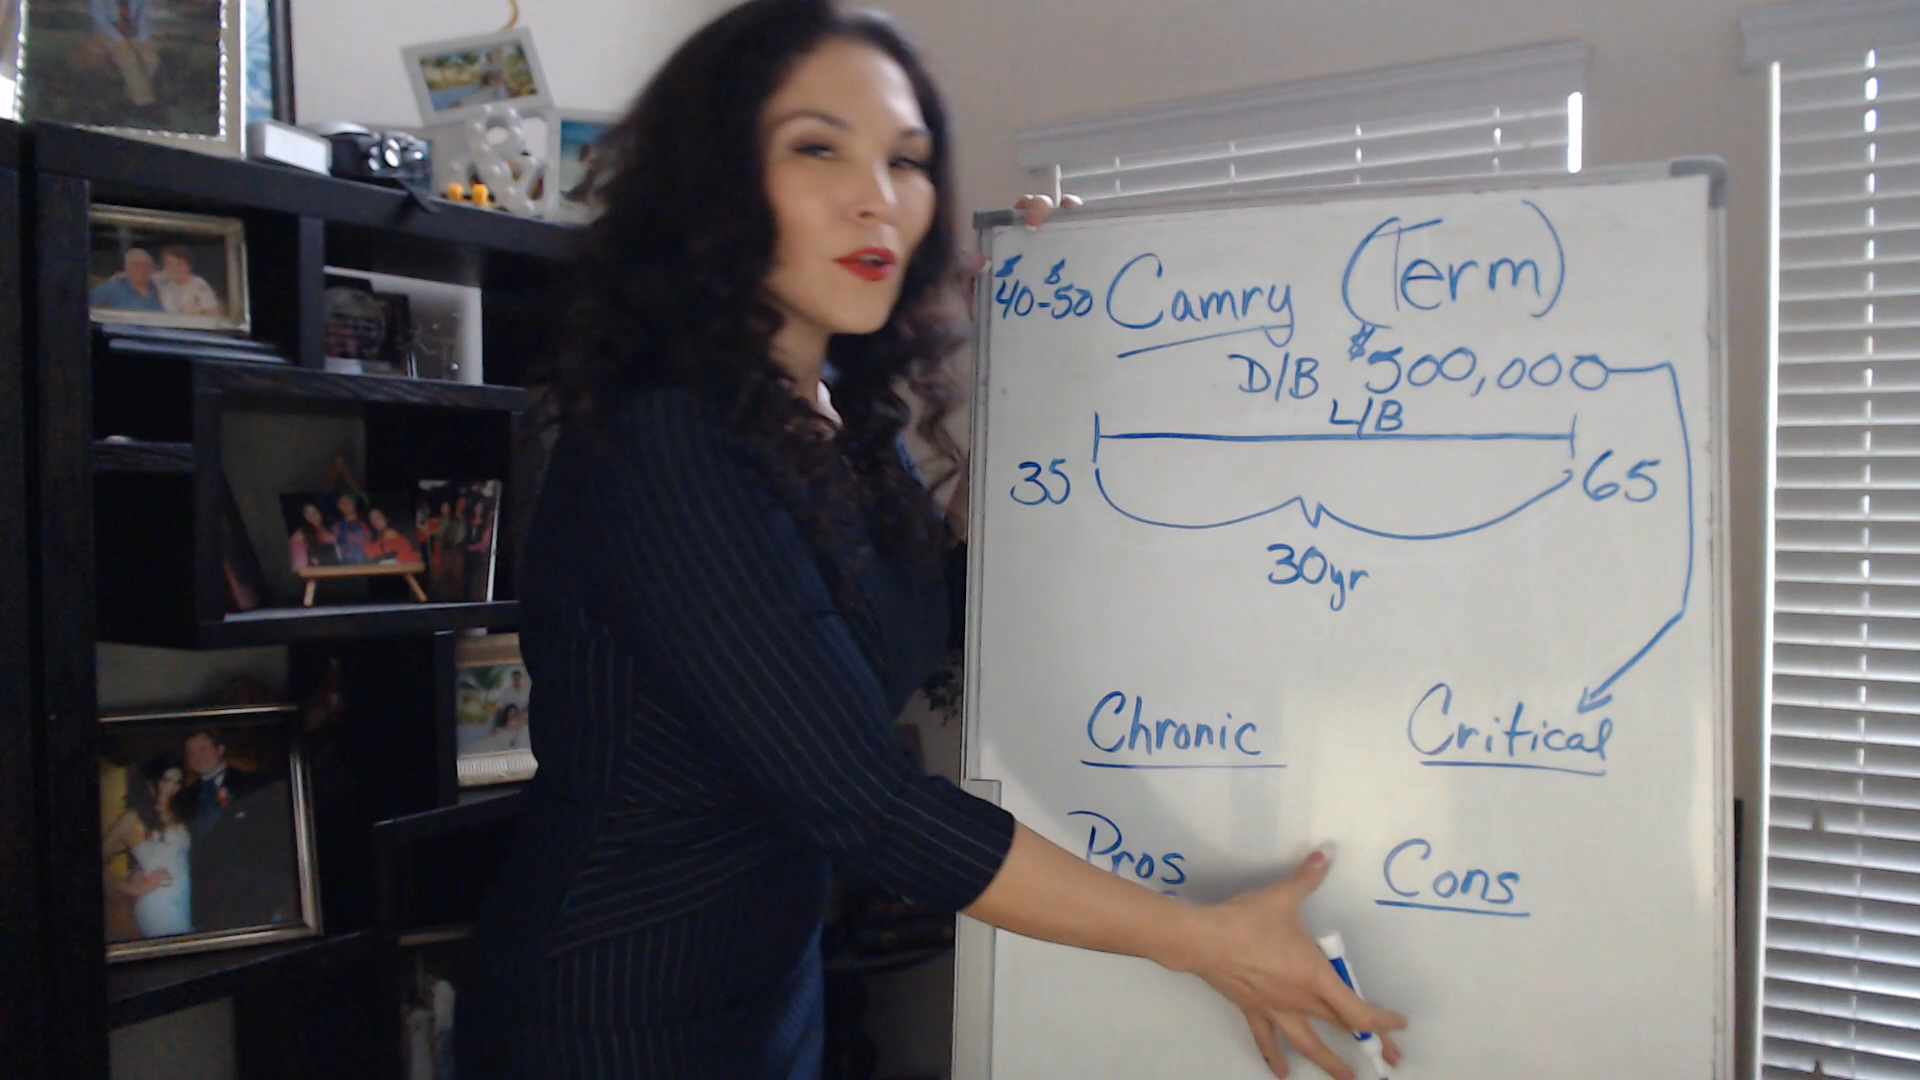 $40-$50 Camry (Term)
D/B $500,000
L/B
35 65
30yr
Chronic Critical
Pros Cons